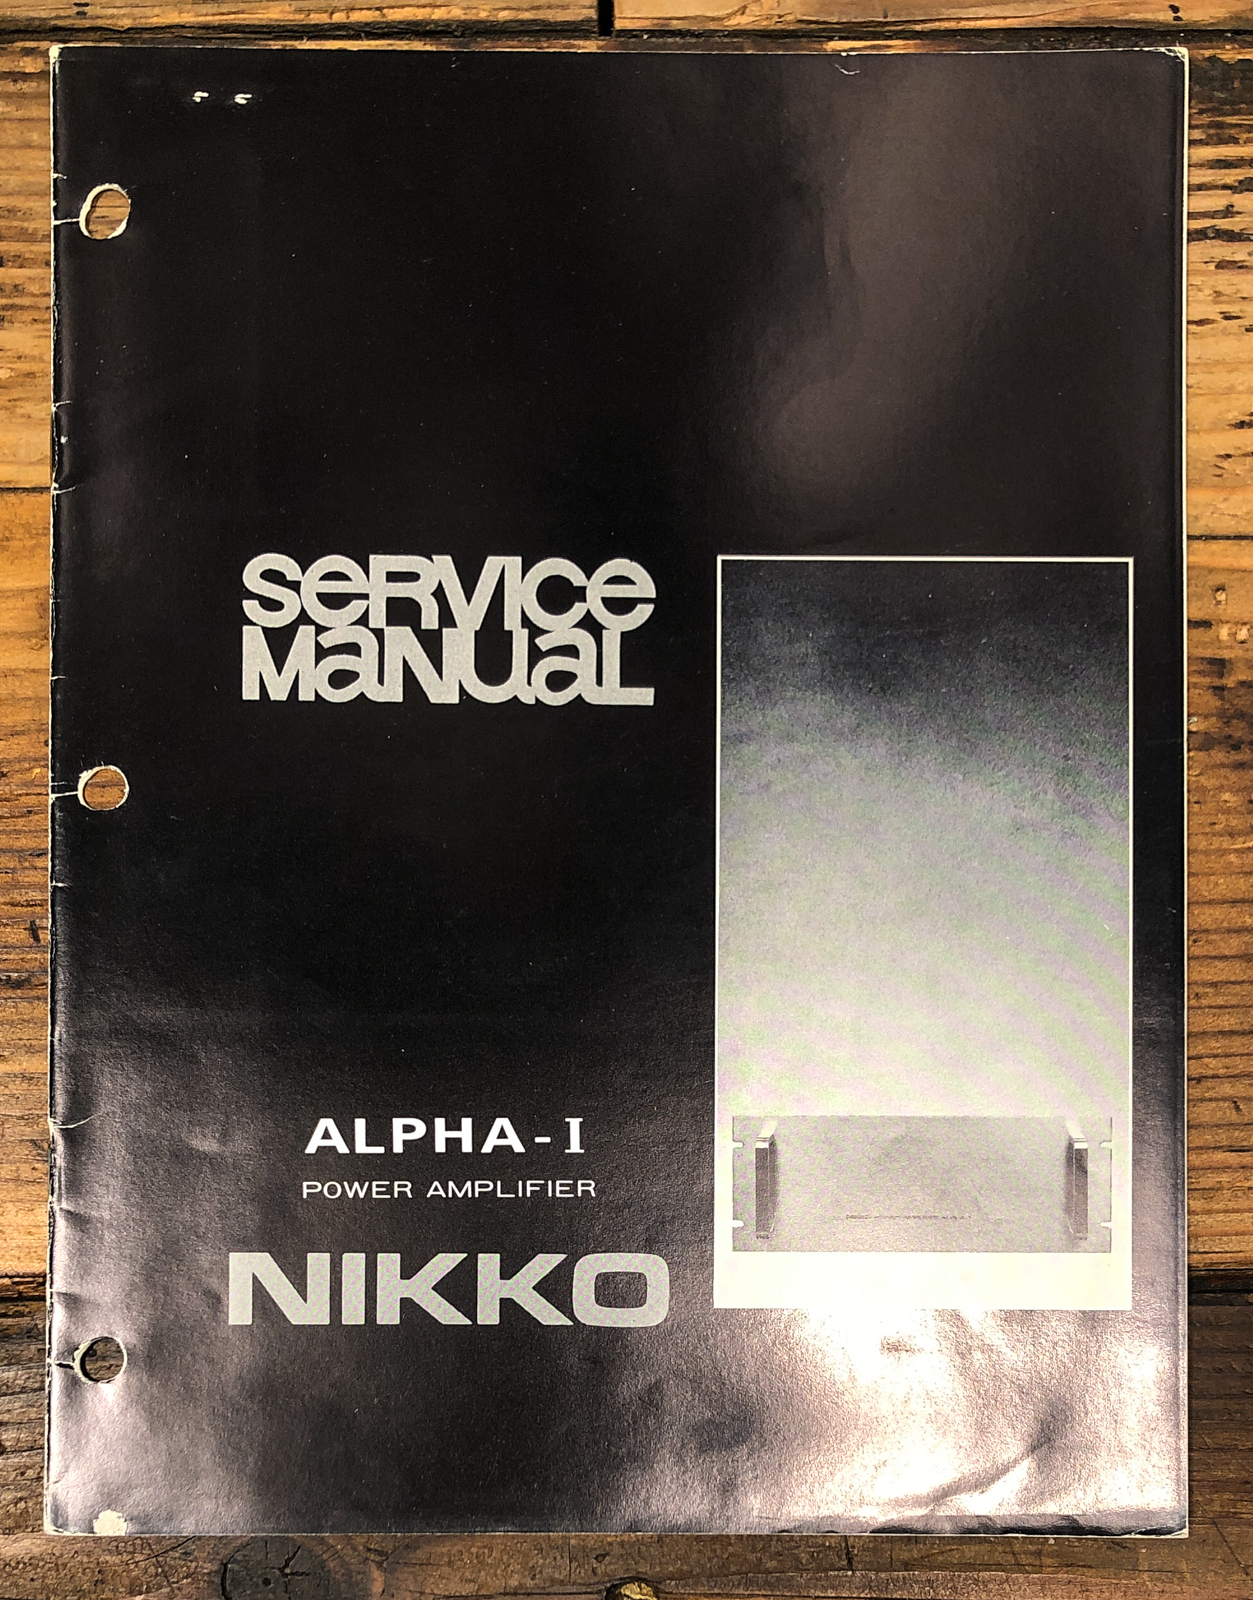 SeRVICe
MaNUaL
ALPHA-I
POWER AMPLIFIER
NIKKO